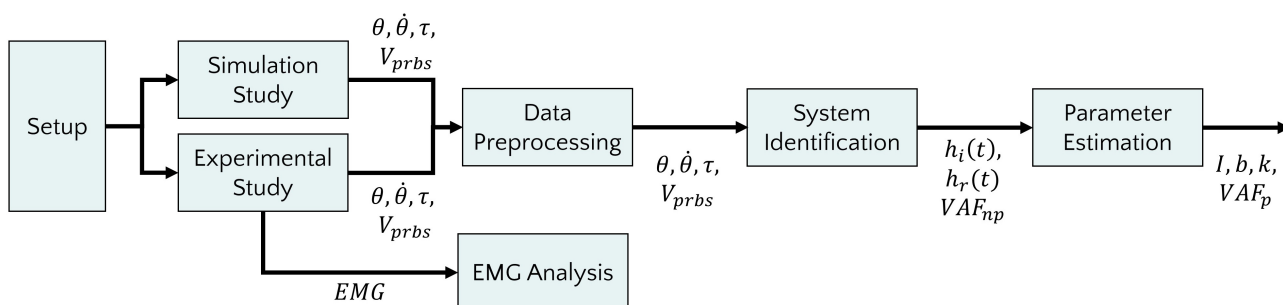 Setup
Simulation
Study
θ, θ̇, τ,
V_prbs
Experimental
Study
θ, θ̇, τ,
V_prbs
Data
Preprocessing
θ, θ̇, τ,
V_prbs
System
Identification
h_i(t),
h_r(t)
VAF_np
Parameter
Estimation
I, b, k,
VAF_p
EMG
EMG Analysis